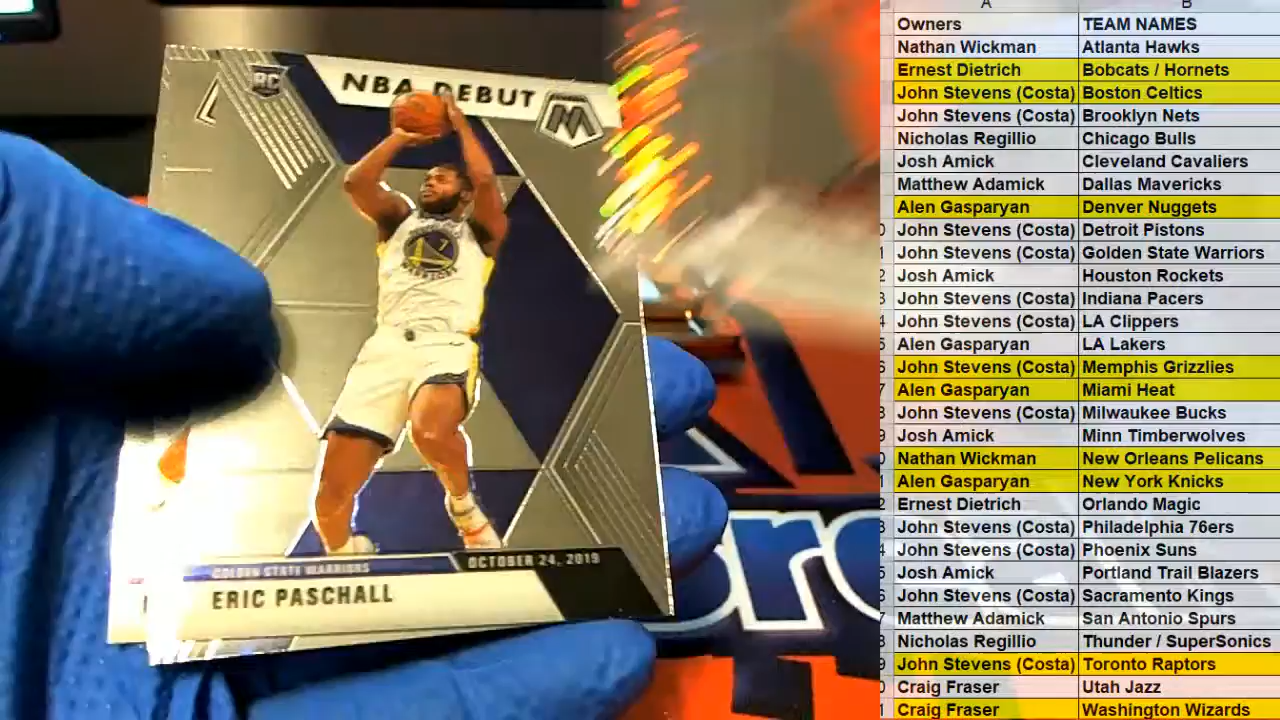 RC
NBA DEBUT
GOLDEN STATE WARRIORS
OCTOBER 24, 2019
ERIC PASCHALL
A B
Owners TEAM NAMES
Nathan Wickman Atlanta Hawks
Ernest Dietrich Bobcats / Hornets
John Stevens (Costa) Boston Celtics
John Stevens (Costa) Brooklyn Nets
Nicholas Regillio Chicago Bulls
Josh Amick Cleveland Cavaliers
Matthew Adamick Dallas Mavericks
Alen Gasparyan Denver Nuggets
John Stevens (Costa) Detroit Pistons
John Stevens (Costa) Golden State Warriors
Josh Amick Houston Rockets
John Stevens (Costa) Indiana Pacers
John Stevens (Costa) LA Clippers
Alen Gasparyan LA Lakers
John Stevens (Costa) Memphis Grizzlies
Alen Gasparyan Miami Heat
John Stevens (Costa) Milwaukee Bucks
Josh Amick Minn Timberwolves
Nathan Wickman New Orleans Pelicans
Alen Gasparyan New York Knicks
Ernest Dietrich Orlando Magic
John Stevens (Costa) Philadelphia 76ers
John Stevens (Costa) Phoenix Suns
Josh Amick Portland Trail Blazers
John Stevens (Costa) Sacramento Kings
Matthew Adamick San Antonio Spurs
Nicholas Regillio Thunder / SuperSonics
John Stevens (Costa) Toronto Raptors
Craig Fraser Utah Jazz
Craig Fraser Washington Wizards